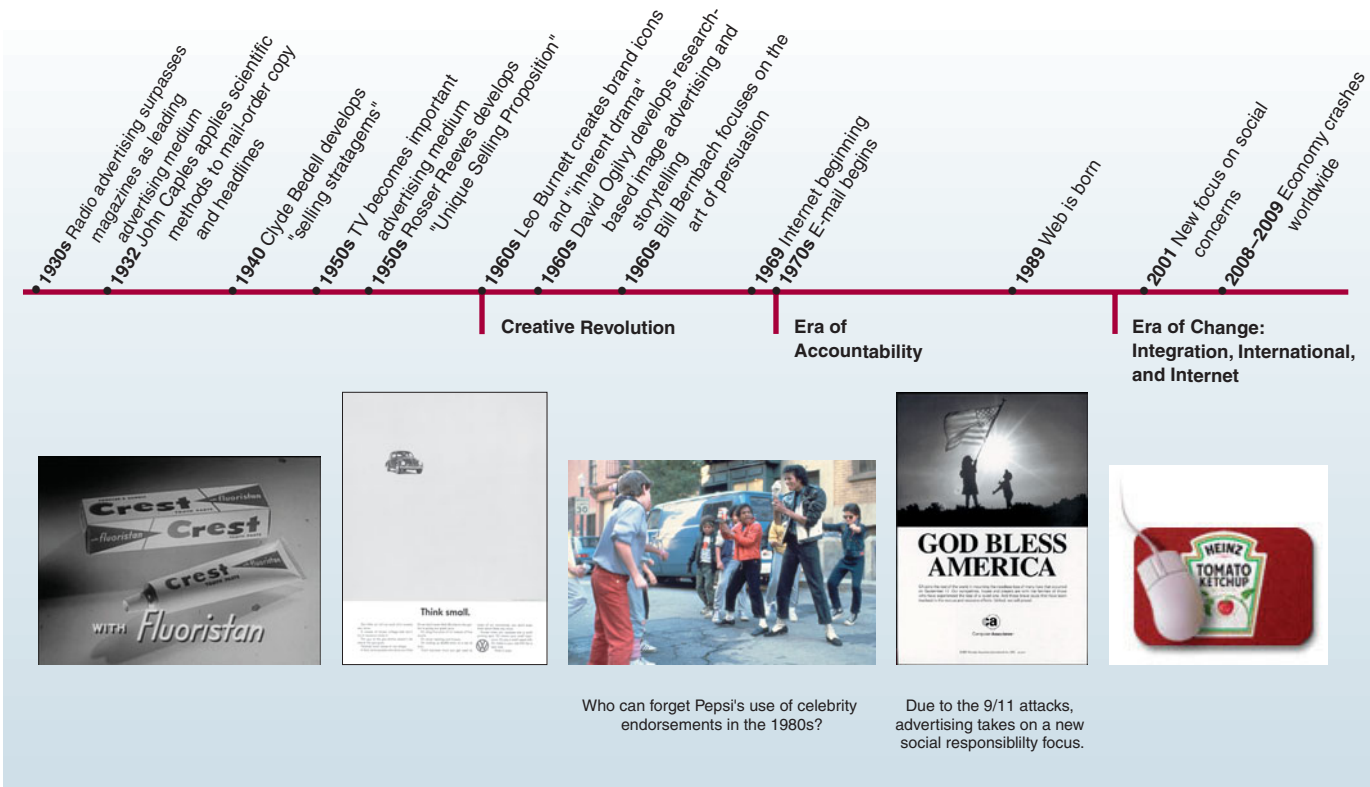 1930s Radio advertising surpasses
magazines as leading
advertising medium
1932 John Caples applies scientific
methods to mail-order copy
and headlines
1940 Clyde Bedell develops
"selling stratagems"
1950s TV becomes important
advertising medium
1950s Rosser Reeves develops
"Unique Selling Proposition"
1960s Leo Burnett creates brand icons
and "inherent drama"
1960s David Ogilvy develops research-
based image advertising and
storytelling
1960s Bill Bernbach focuses on the
art of persuasion
1969 Internet beginning
1970s E-mail begins
1989 Web is born
2001 New focus on social
concerns
2008–2009 Economy crashes
worldwide
Creative Revolution
Era of
Accountability
Era of Change:
Integration, International,
and Internet
Crest
TOOTH PASTE
with fluoristan
fluoristan
Crest
Crest
WITH Fluoristan
Think small.
30
GOD BLESS
AMERICA
ca
Computer Associates
HEINZ
TOMATO
KETCHUP
Who can forget Pepsi's use of celebrity
endorsements in the 1980s?
Due to the 9/11 attacks,
advertising takes on a new
social responsiblilty focus.